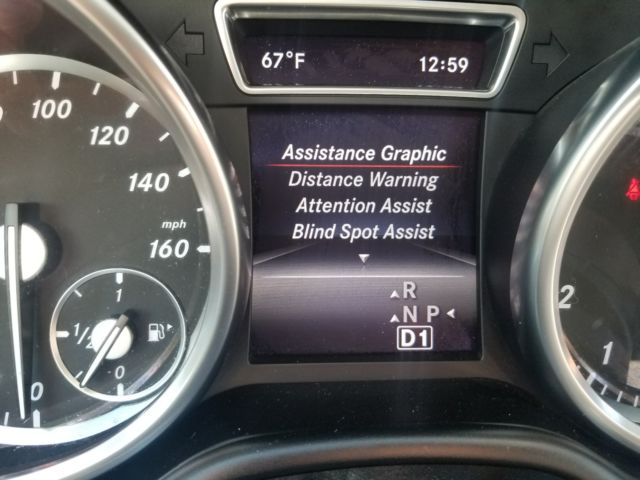 67°F 12:59
100
120
140
mph
160
1
1/2
0
0
Assistance Graphic
Distance Warning
Attention Assist
Blind Spot Assist
R
N P
D1
2
1